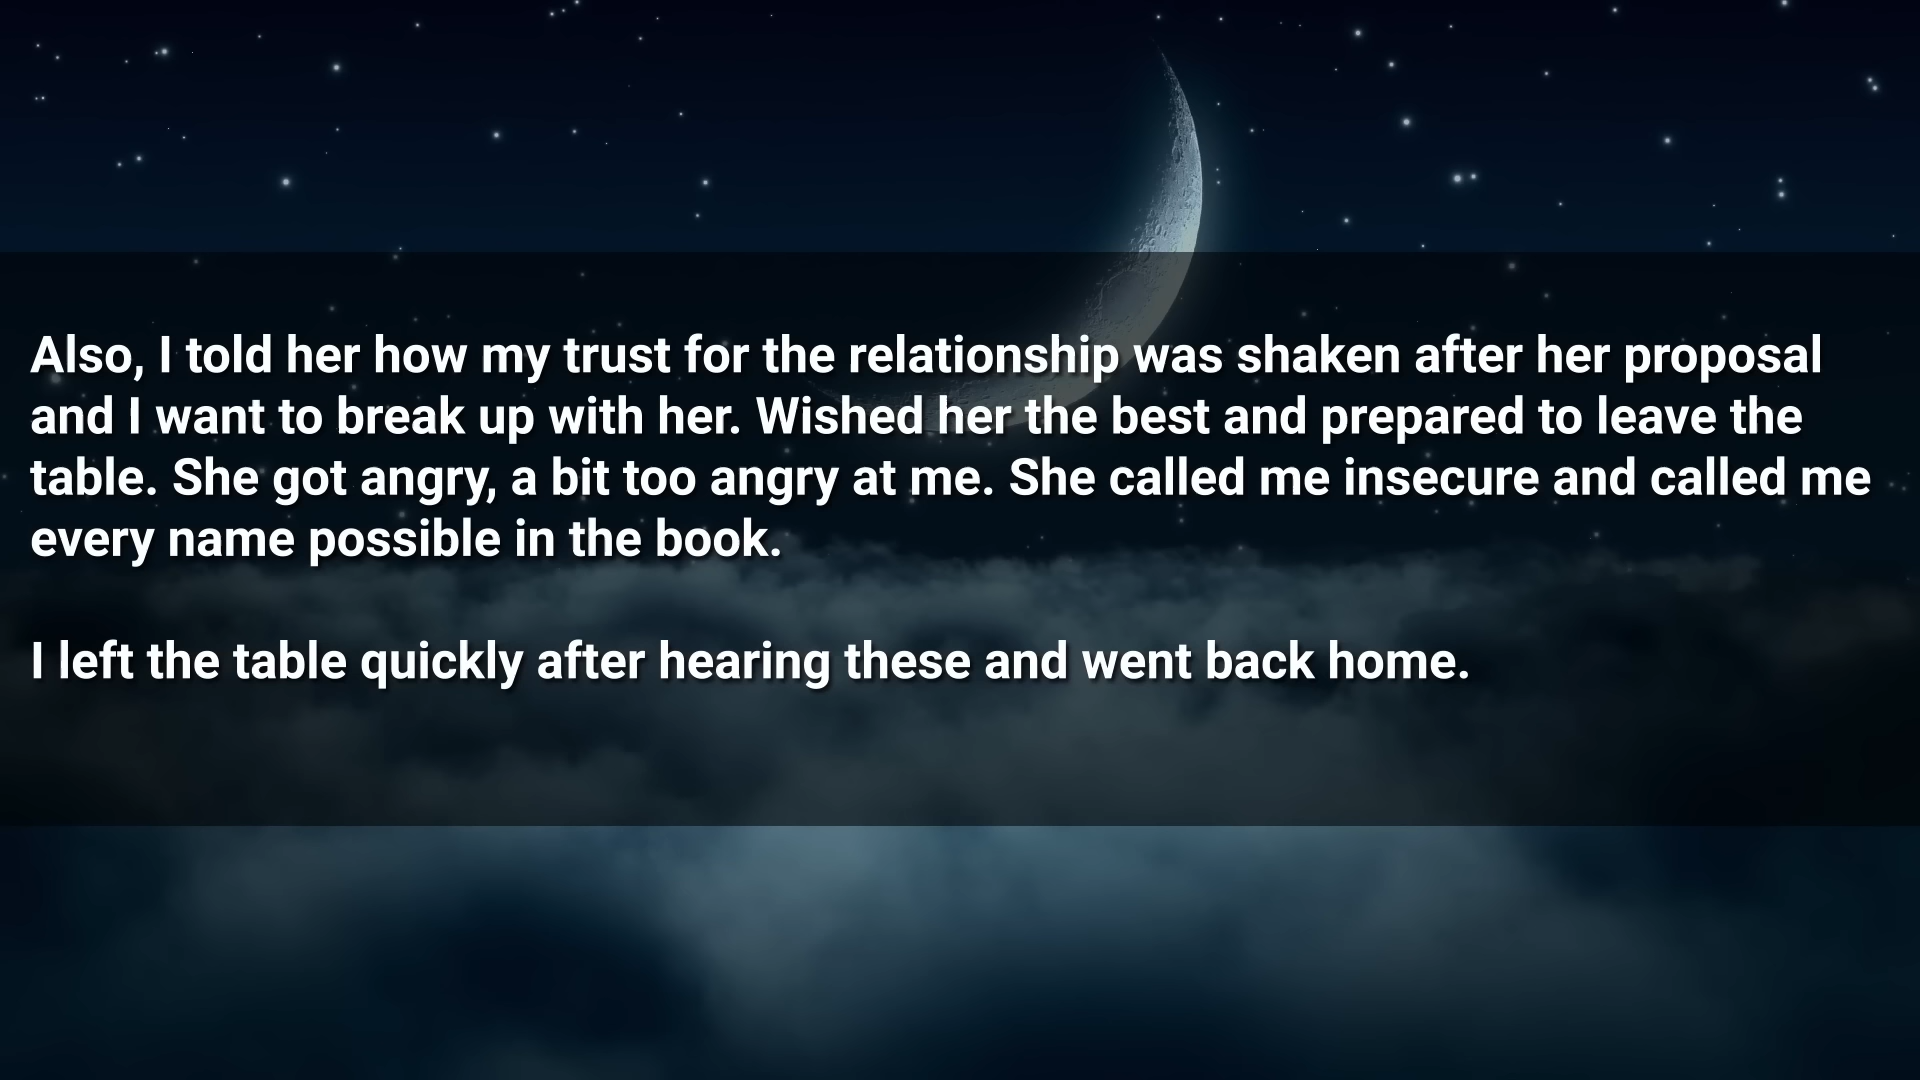 Also, I told her how my trust for the relationship was shaken after her proposal
and I want to break up with her. Wished her the best and prepared to leave the
table. She got angry, a bit too angry at me. She called me insecure and called me
every name possible in the book.
I left the table quickly after hearing these and went back home.